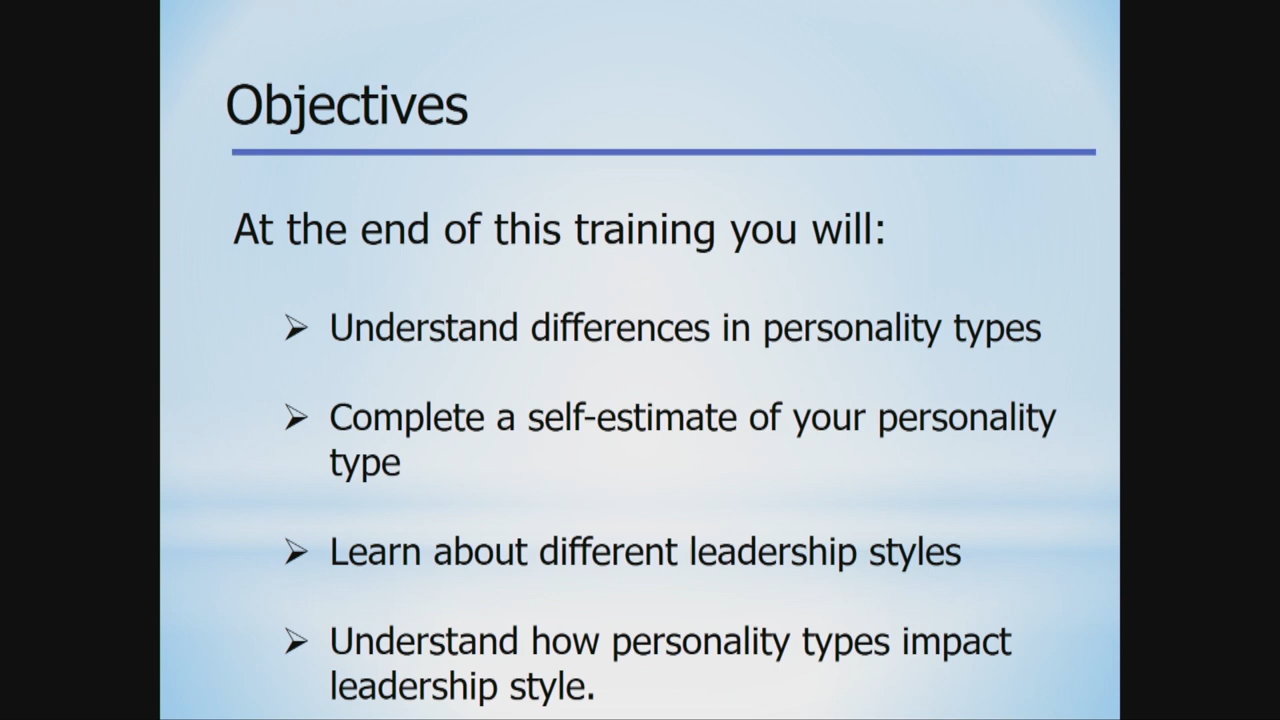 Objectives
At the end of this training you will:
➢ Understand differences in personality types
➢ Complete a self-estimate of your personality
type
➢ Learn about different leadership styles
➢ Understand how personality types impact
leadership style.